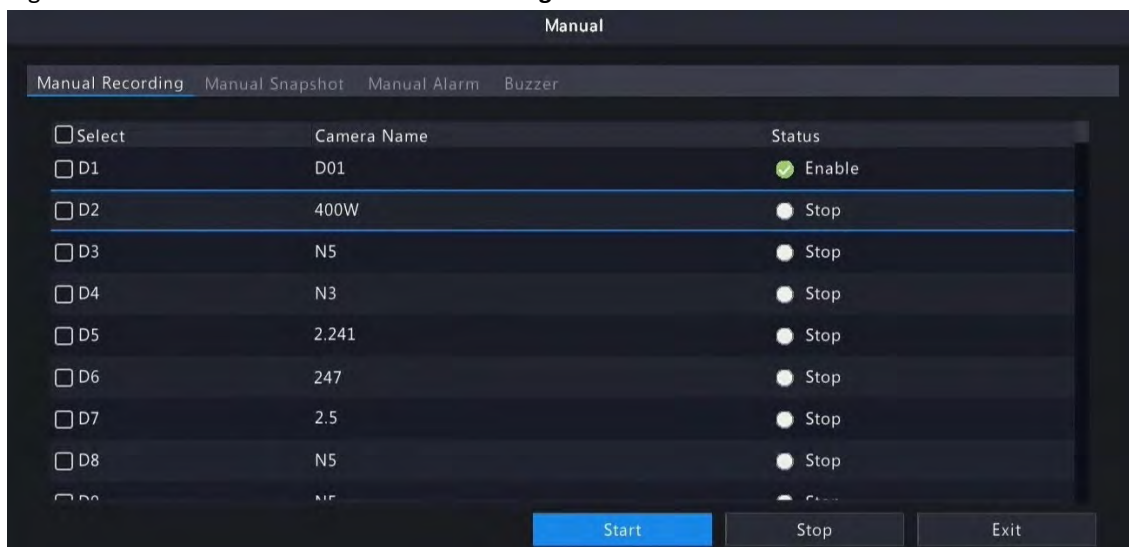 Manual
Manual Recording Manual Snapshot Manual Alarm Buzzer
Select Camera Name Status
D1 D01 Enable
D2 400W Stop
D3 N5 Stop
D4 N3 Stop
D5 2.241 Stop
D6 247 Stop
D7 2.5 Stop
D8 N5 Stop
Start Stop Exit